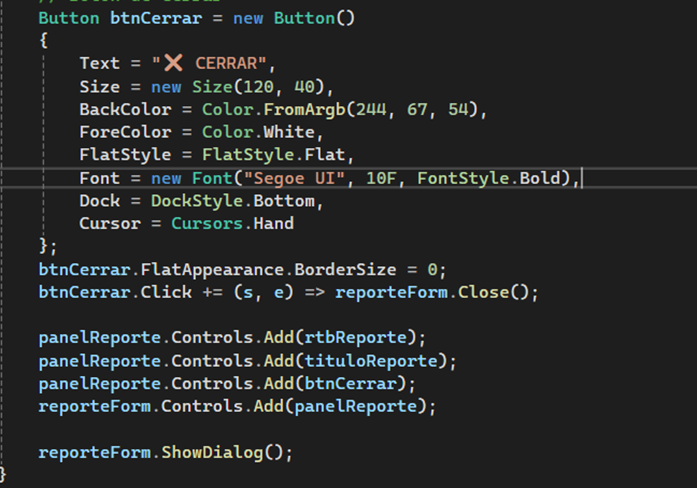 Button btnCerrar = new Button()
{
Text = "❌ CERRAR",
Size = new Size(120, 40),
BackColor = Color.FromArgb(244, 67, 54),
ForeColor = Color.White,
FlatStyle = FlatStyle.Flat,
Font = new Font("Segoe UI", 10F, FontStyle.Bold),
Dock = DockStyle.Bottom,
Cursor = Cursors.Hand
};
btnCerrar.FlatAppearance.BorderSize = 0;
btnCerrar.Click += (s, e) => reporteForm.Close();
panelReporte.Controls.Add(rtbReporte);
panelReporte.Controls.Add(tituloReporte);
panelReporte.Controls.Add(btnCerrar);
reporteForm.Controls.Add(panelReporte);
reporteForm.ShowDialog();
}